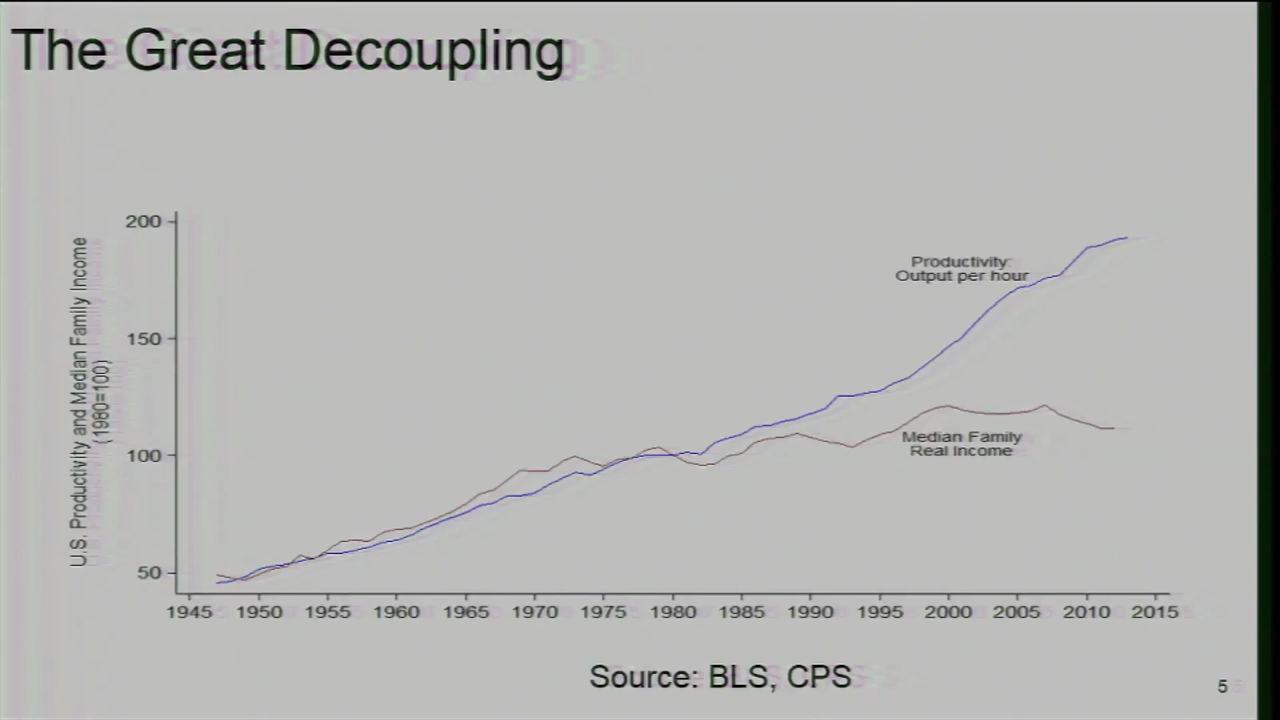 The Great Decoupling
U.S. Productivity and Median Family Income
(1980=100)
200
150
100
50
Productivity:
Output per hour
Median Family
Real Income
1945 1950 1955 1960 1965 1970 1975 1980 1985 1990 1995 2000 2005 2010 2015
Source: BLS, CPS
5